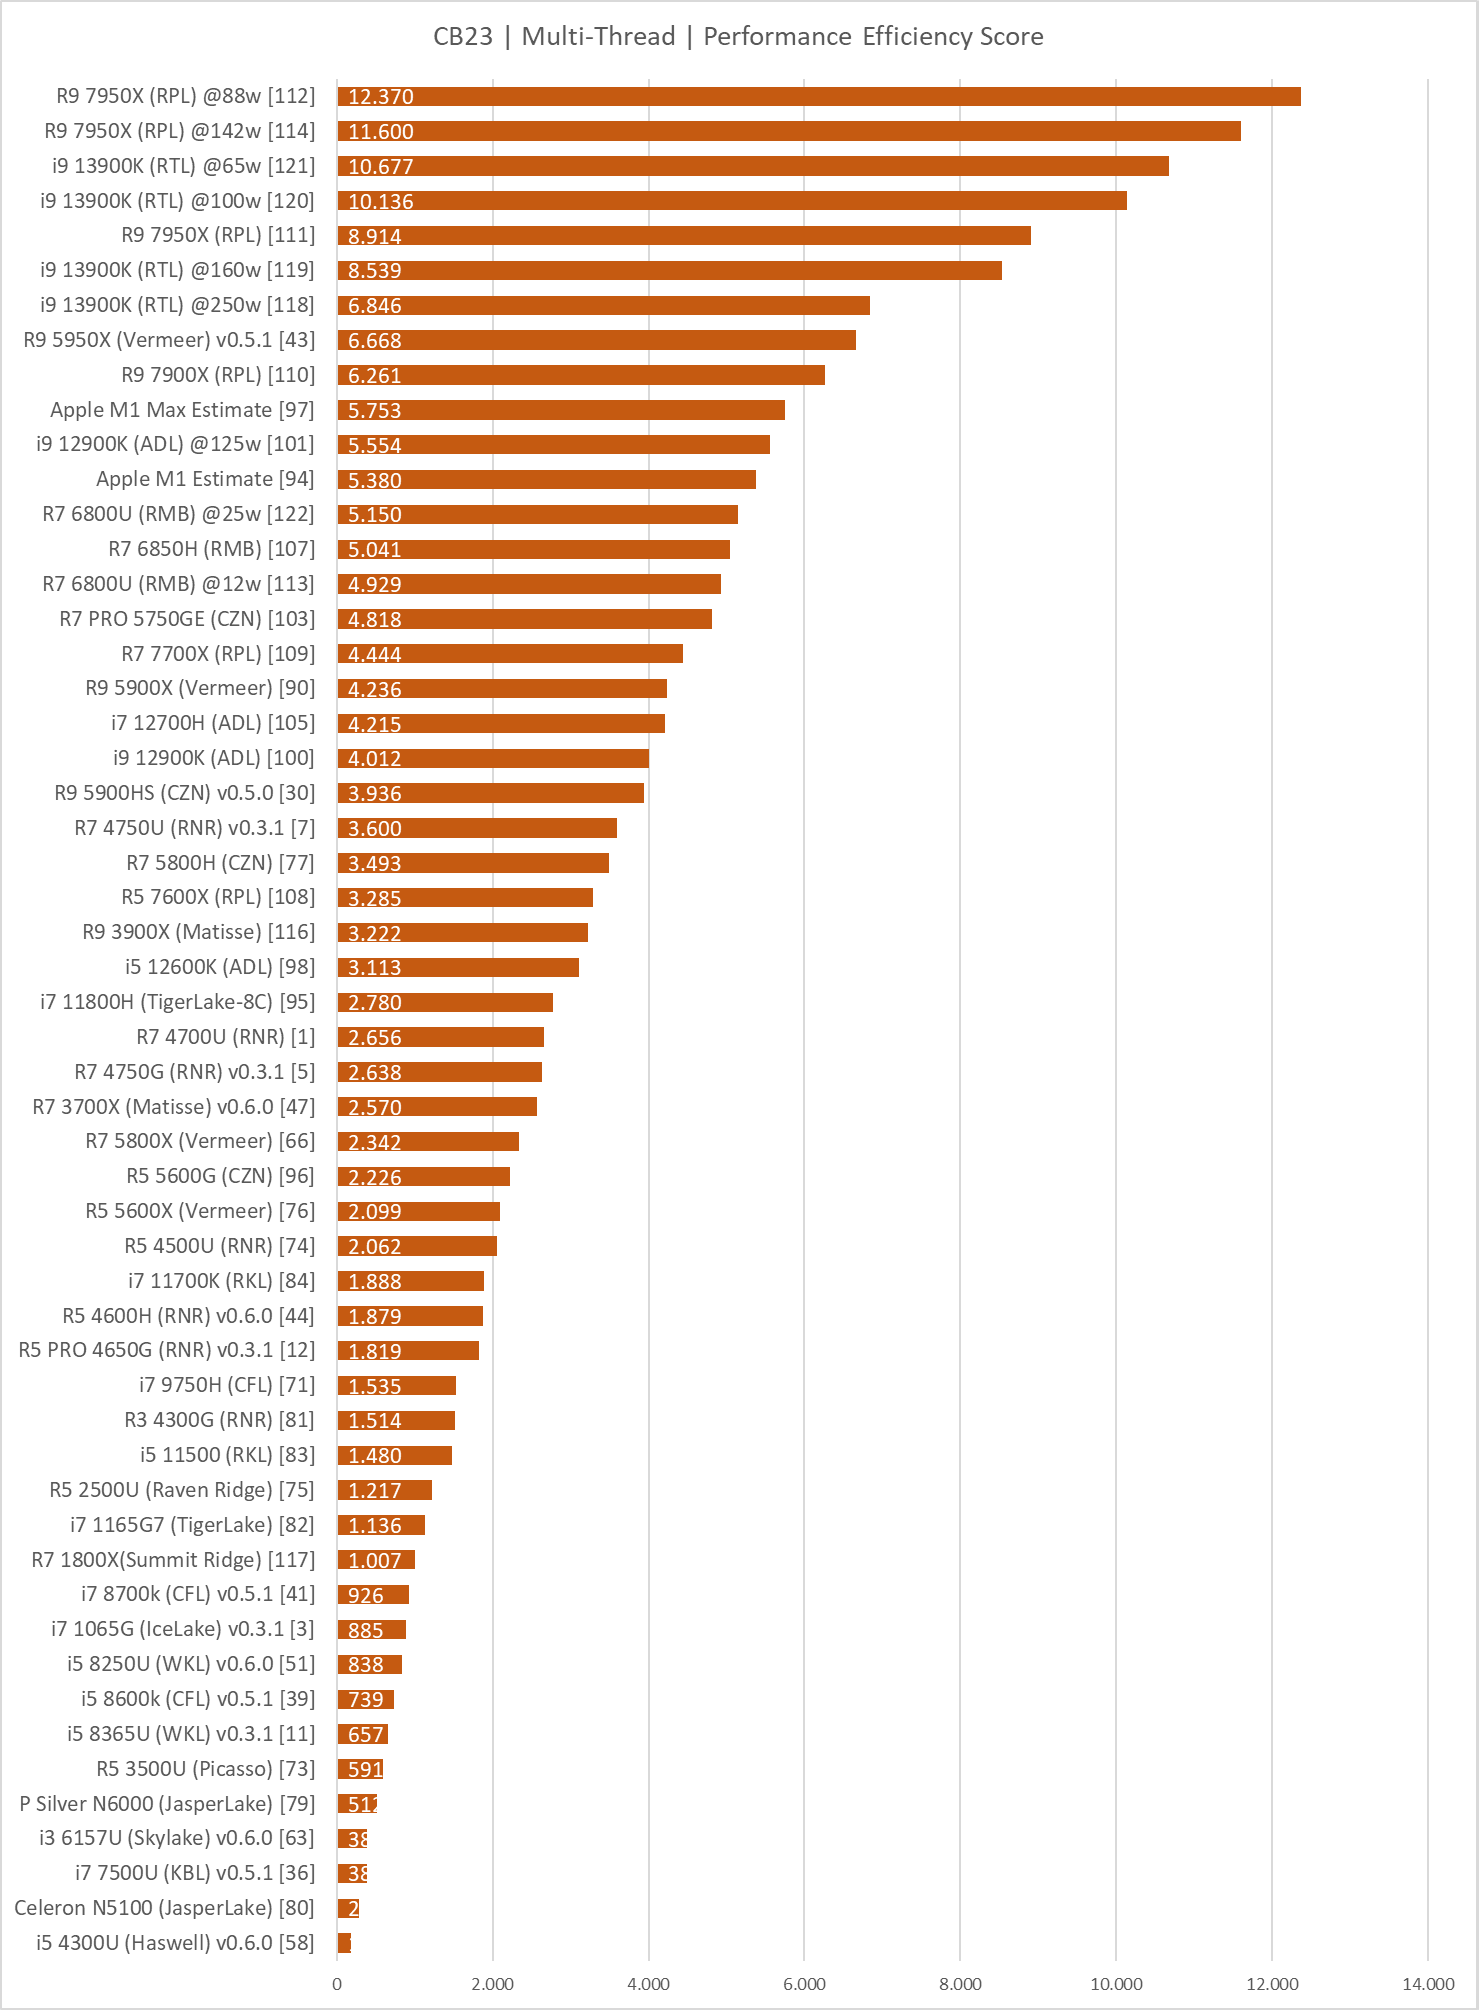 CB23 | Multi-Thread | Performance Efficiency Score
R9 7950X (RPL) @88w [112] 12.370
R9 7950X (RPL) @142w [114] 11.600
i9 13900K (RTL) @65w [121] 10.677
i9 13900K (RTL) @100w [120] 10.136
R9 7950X (RPL) [111] 8.914
i9 13900K (RTL) @160w [119] 8.539
i9 13900K (RTL) @250w [118] 6.846
R9 5950X (Vermeer) v0.5.1 [43] 6.668
R9 7900X (RPL) [110] 6.261
Apple M1 Max Estimate [97] 5.753
i9 12900K (ADL) @125w [101] 5.554
Apple M1 Estimate [94] 5.380
R7 6800U (RMB) @25w [122] 5.150
R7 6850H (RMB) [107] 5.041
R7 6800U (RMB) @12w [113] 4.929
R7 PRO 5750GE (CZN) [103] 4.818
R7 7700X (RPL) [109] 4.444
R9 5900X (Vermeer) [90] 4.236
i7 12700H (ADL) [105] 4.215
i9 12900K (ADL) [100] 4.012
R9 5900HS (CZN) v0.5.0 [30] 3.936
R7 4750U (RNR) v0.3.1 [7] 3.600
R7 5800H (CZN) [77] 3.493
R5 7600X (RPL) [108] 3.285
R9 3900X (Matisse) [116] 3.222
i5 12600K (ADL) [98] 3.113
i7 11800H (TigerLake-8C) [95] 2.780
R7 4700U (RNR) [1] 2.656
R7 4750G (RNR) v0.3.1 [5] 2.638
R7 3700X (Matisse) v0.6.0 [47] 2.570
R7 5800X (Vermeer) [66] 2.342
R5 5600G (CZN) [96] 2.226
R5 5600X (Vermeer) [76] 2.099
R5 4500U (RNR) [74] 2.062
i7 11700K (RKL) [84] 1.888
R5 4600H (RNR) v0.6.0 [44] 1.879
R5 PRO 4650G (RNR) v0.3.1 [12] 1.819
i7 9750H (CFL) [71] 1.535
R3 4300G (RNR) [81] 1.514
i5 11500 (RKL) [83] 1.480
R5 2500U (Raven Ridge) [75] 1.217
i7 1165G7 (TigerLake) [82] 1.136
R7 1800X(Summit Ridge) [117] 1.007
i7 8700k (CFL) v0.5.1 [41] 926
i7 1065G (IceLake) v0.3.1 [3] 885
i5 8250U (WKL) v0.6.0 [51] 838
i5 8600k (CFL) v0.5.1 [39] 739
i5 8365U (WKL) v0.3.1 [11] 657
R5 3500U (Picasso) [73] 591
P Silver N6000 (JasperLake) [79] 512
i3 6157U (Skylake) v0.6.0 [63]
i7 7500U (KBL) v0.5.1 [36]
Celeron N5100 (JasperLake) [80]
i5 4300U (Haswell) v0.6.0 [58]
0 2.000 4.000 6.000 8.000 10.000 12.000 14.000